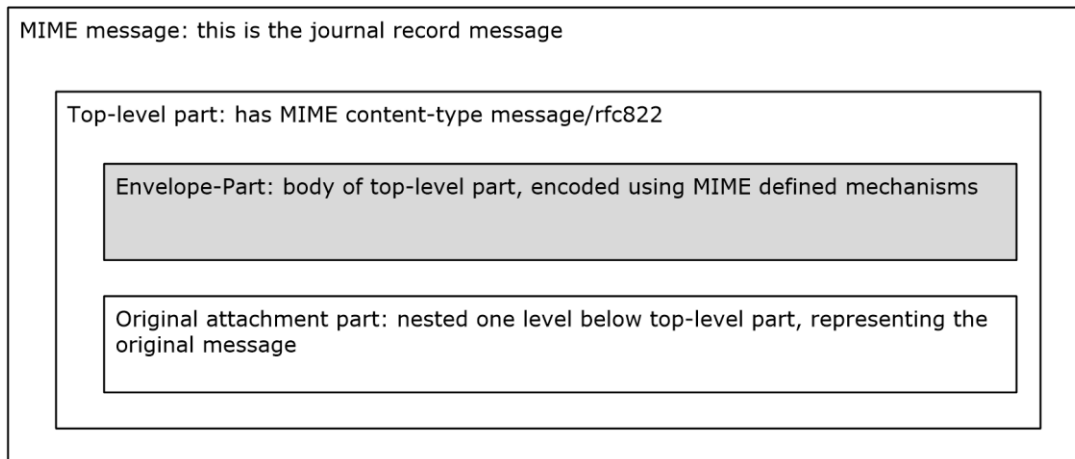 MIME message: this is the journal record message
Top-level part: has MIME content-type message/rfc822
Envelope-Part: body of top-level part, encoded using MIME defined mechanisms
Original attachment part: nested one level below top-level part, representing the
original message